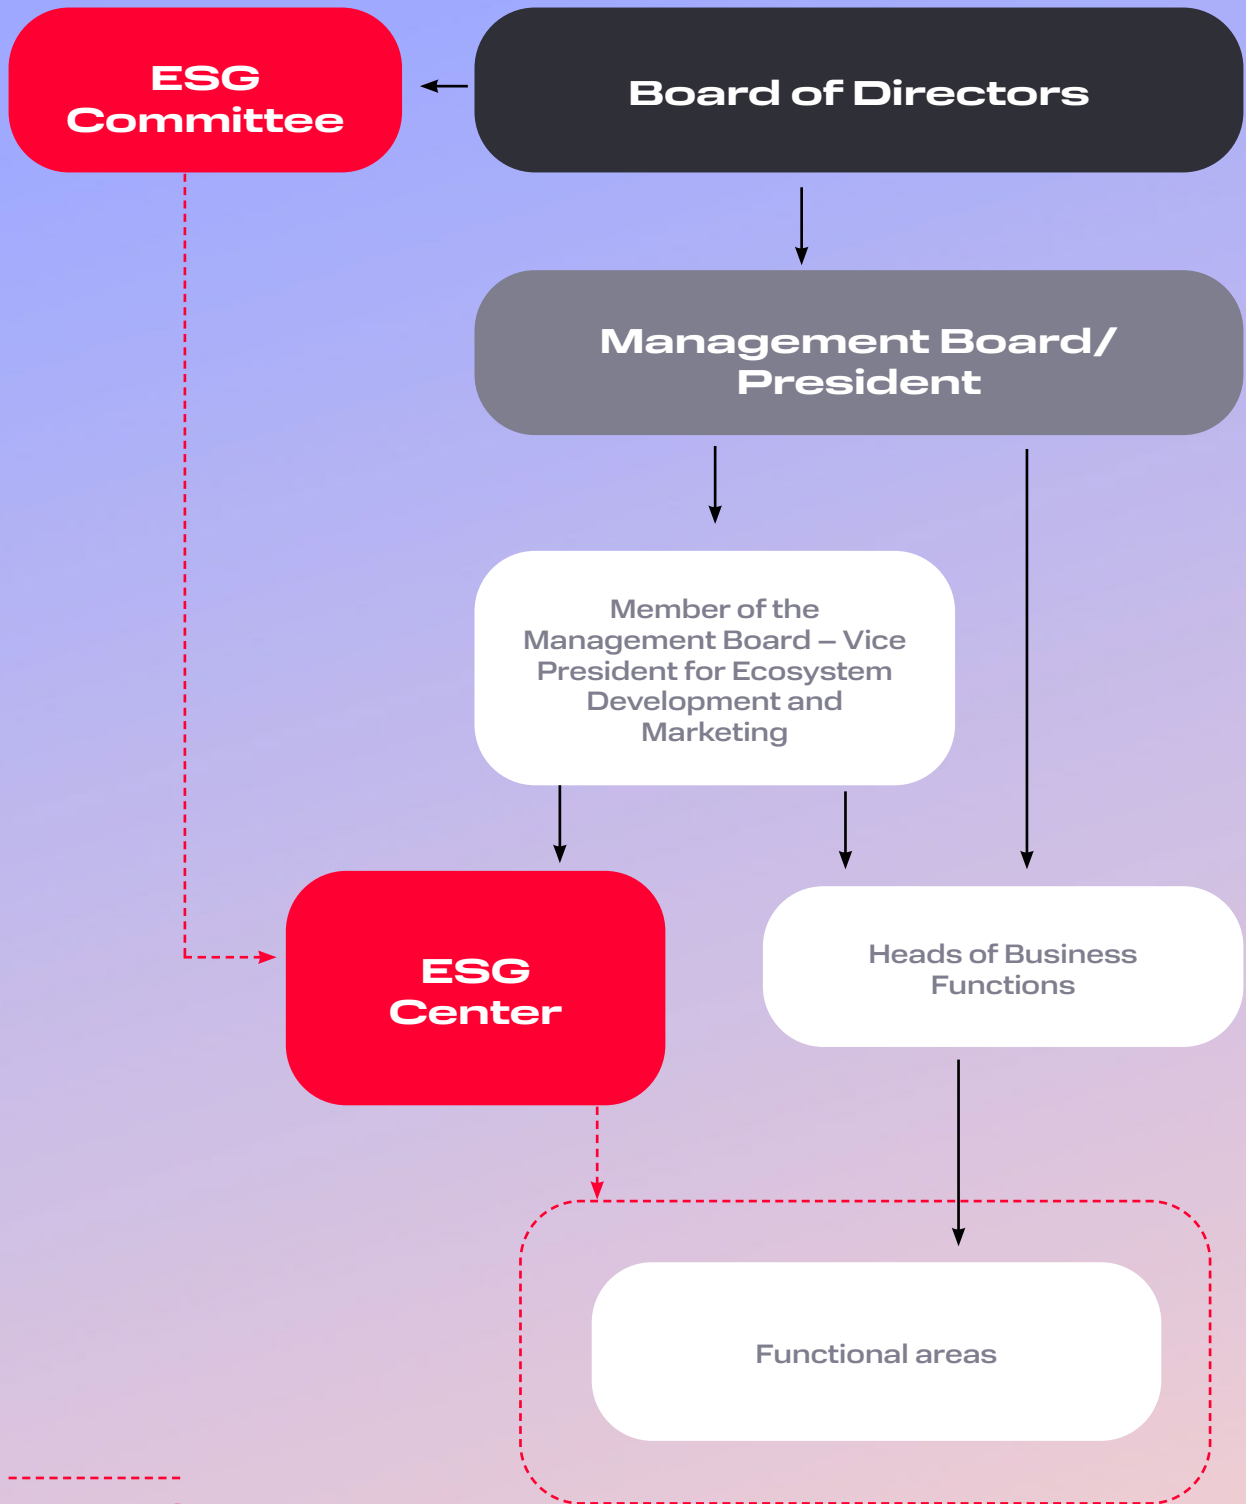 ESG
Committee
Board of Directors
Management Board/
President
Member of the
Management Board – Vice
President for Ecosystem
Development and
Marketing
ESG
Center
Heads of Business
Functions
Functional areas